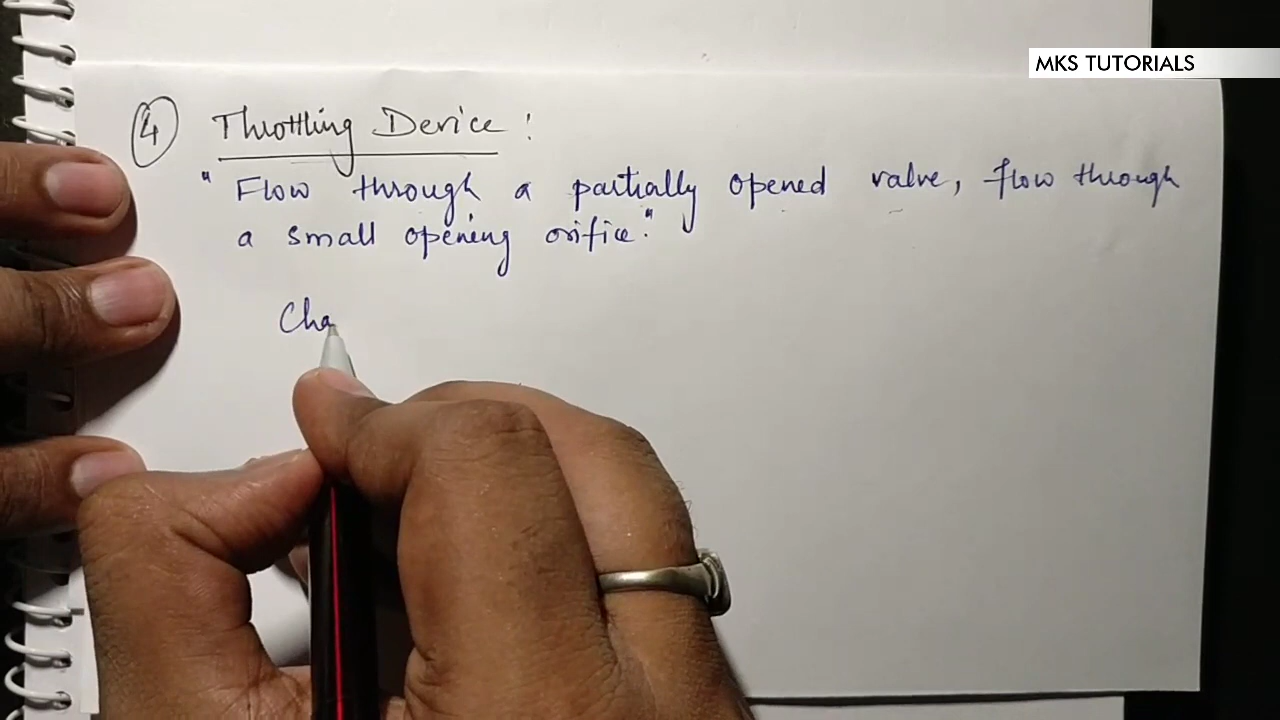 MKS TUTORIALS
4 Throttling Device :
" Flow through a partially opened valve, flow through
a small opening orifice."
Cha